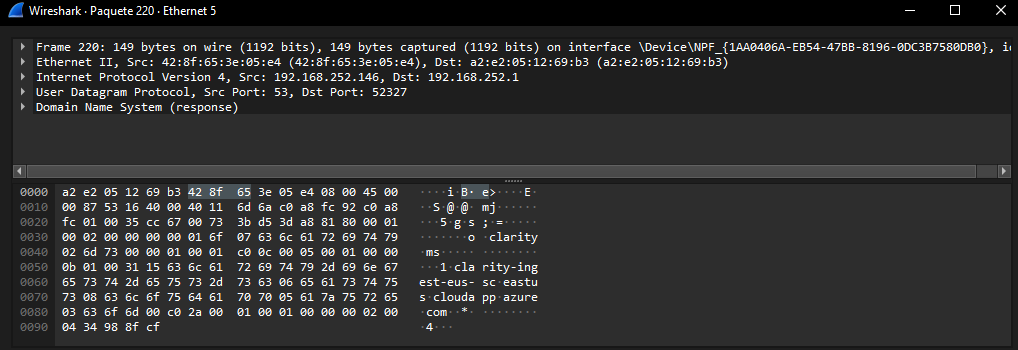 Wireshark · Paquete 220 · Ethernet 5
Frame 220: 149 bytes on wire (1192 bits), 149 bytes captured (1192 bits) on interface \Device\NPF_{1AA0406A-EB54-47BB-8196-0DC3B7580DB0}, i
Ethernet II, Src: 42:8f:65:3e:05:e4 (42:8f:65:3e:05:e4), Dst: a2:e2:05:12:69:b3 (a2:e2:05:12:69:b3)
Internet Protocol Version 4, Src: 192.168.252.146, Dst: 192.168.252.1
User Datagram Protocol, Src Port: 53, Dst Port: 52327
Domain Name System (response)
0000 a2 e2 05 12 69 b3 42 8f 65 3e 05 e4 08 00 45 00 ····iB·e>····E
0010 00 87 53 16 40 00 40 11 6d 6a c0 a8 fc 92 c0 a8 S@@·mj······
0020 fc 01 00 35 cc 67 00 73 3b d5 3d a8 81 80 00 01 ···5gs;=······
0030 00 02 00 00 00 00 01 6f 07 63 6c 61 72 69 74 79 ·······o·clarity
0040 02 6d 73 00 00 01 00 01 c0 0c 00 05 00 01 00 00 ms·············
0050 0b 01 00 31 15 63 6c 61 72 69 74 79 2d 69 6e 67 ···1·clarity-ing
0060 65 73 74 2d 65 75 73 2d 73 63 06 65 61 73 74 75 est-eus-sc·eastu
0070 73 08 63 6c 6f 75 64 61 70 70 05 61 7a 75 72 65 s·cloudapp·azure
0080 03 63 6f 6d 00 c0 2a 00 01 00 01 00 00 00 02 00 ·com··*·········
0090 04 34 98 8f cf ·4···